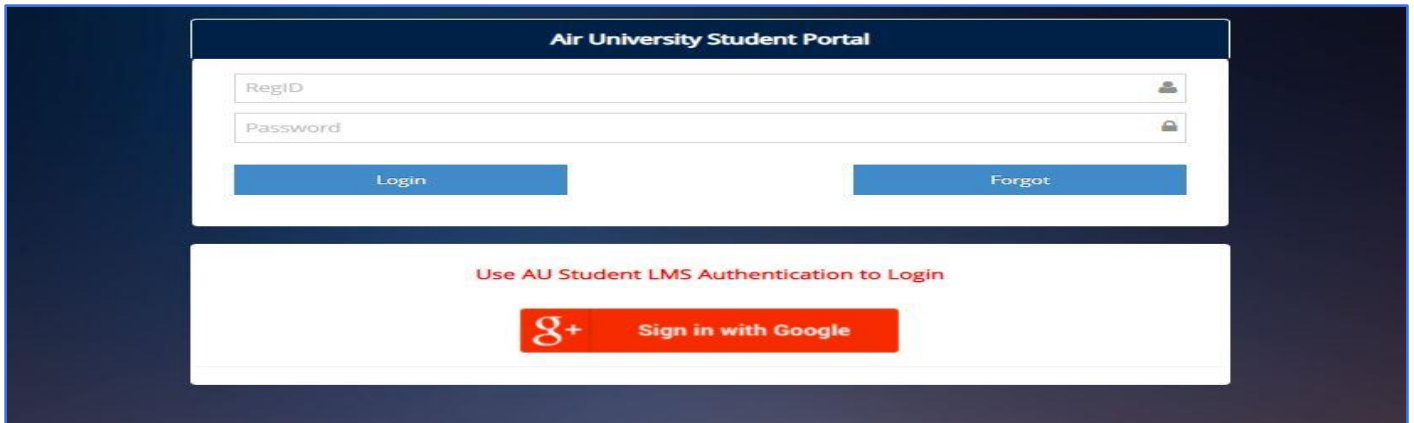 Air University Student Portal
RegID
Password
Login
Forgot
Use AU Student LMS Authentication to Login
g+ Sign in with Google